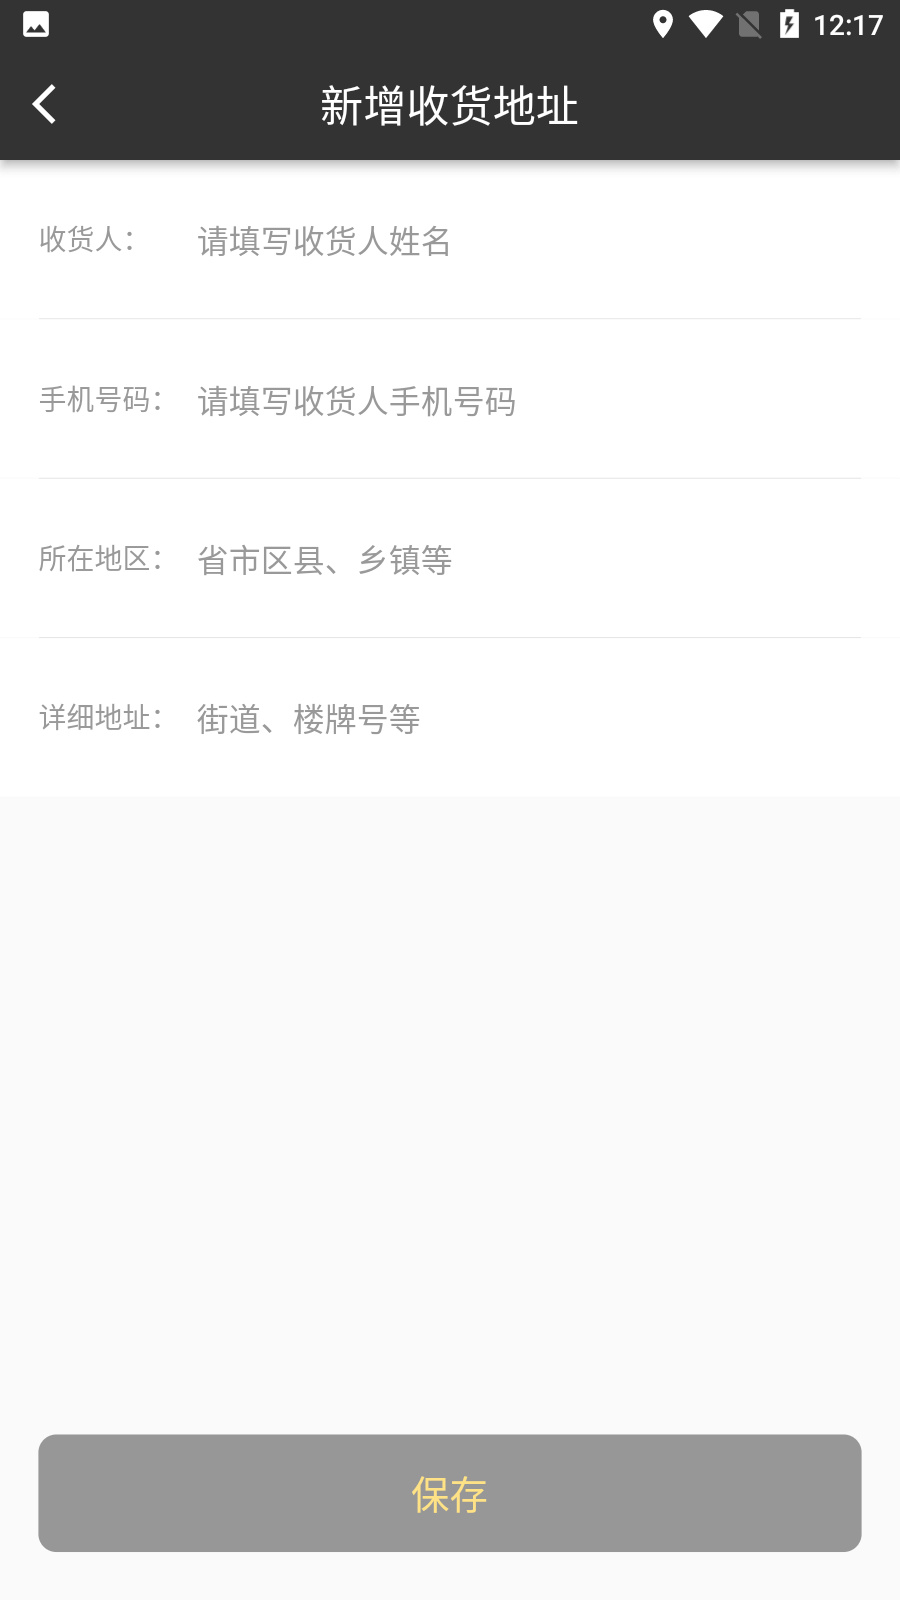 12:17
新增收货地址
收货人： 请填写收货人姓名
手机号码： 请填写收货人手机号码
所在地区： 省市区县、乡镇等
详细地址： 街道、楼牌号等
保存